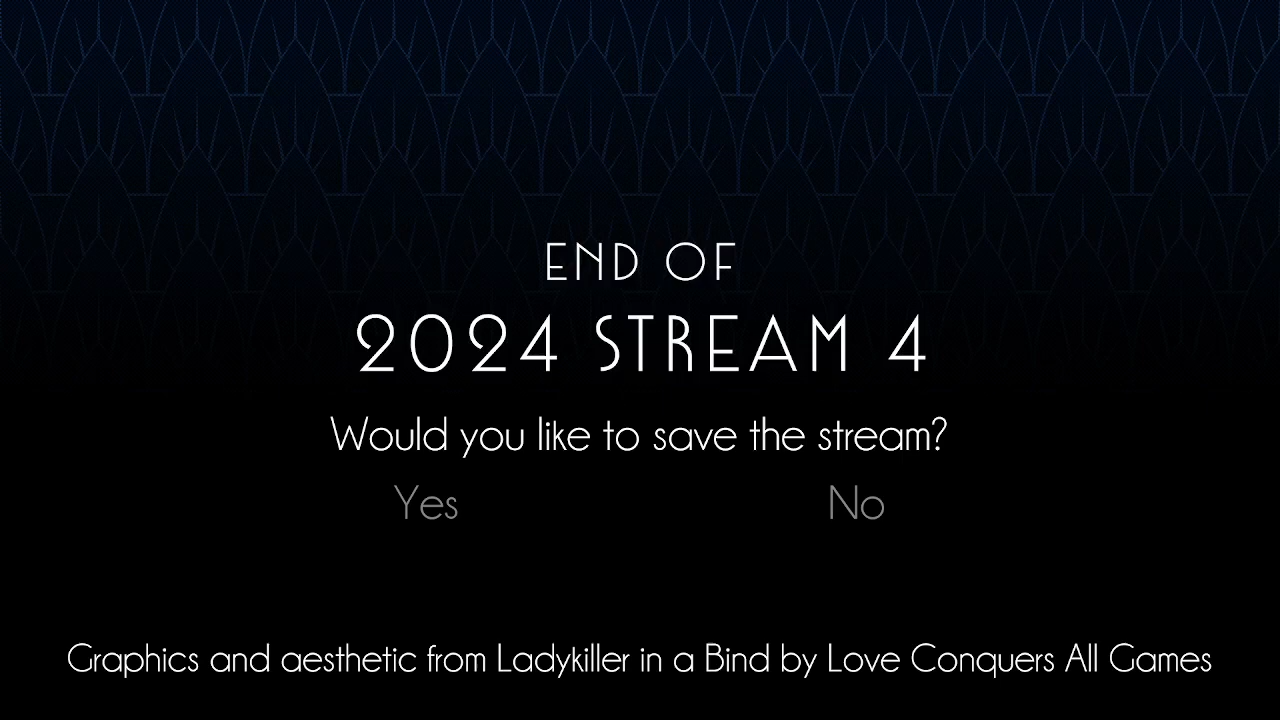 END OF
2024 STREAM 4
Would you like to save the stream?
Yes No
Graphics and aesthetic from Ladykiller in a Bind by Love Conquers All Games